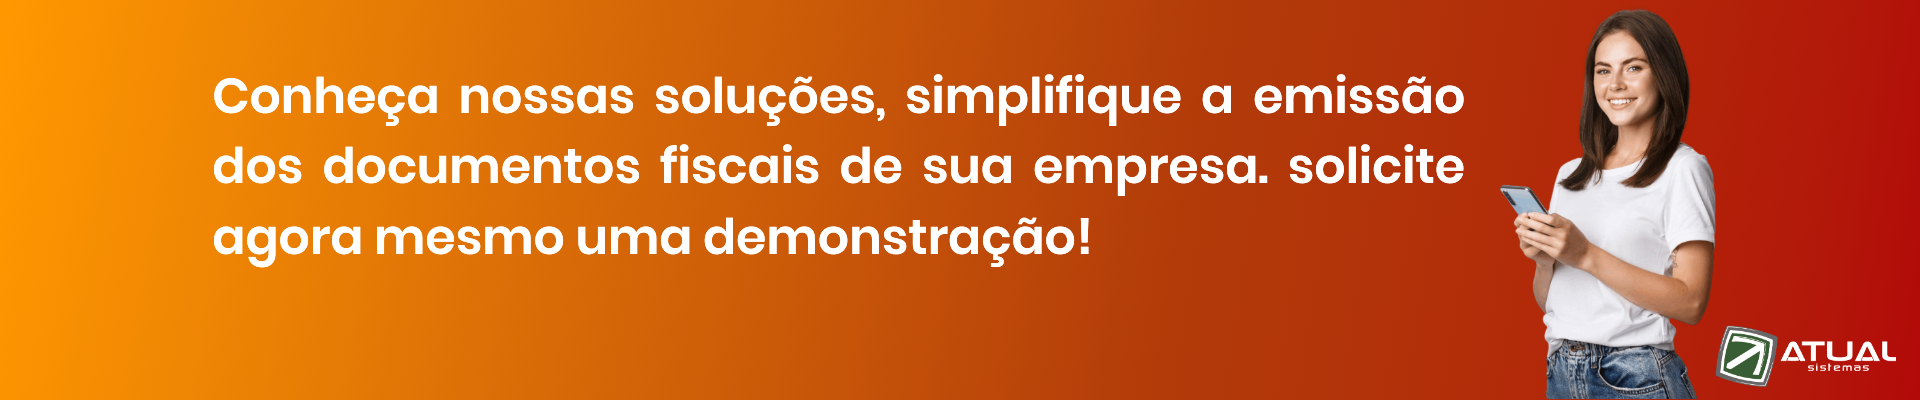 Conheça nossas soluções, simplifique a emissão
dos documentos fiscais de sua empresa. solicite
agora mesmo uma demonstração!
ATUAL
sistemas